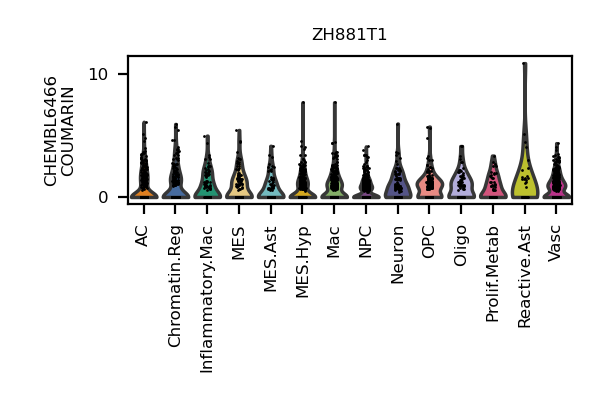 ZH881T1
CHEMBL6466
COUMARIN
10
0
AC
Chromatin.Reg
Inflammatory.Mac
MES
MES.Ast
MES.Hyp
Mac
NPC
Neuron
OPC
Oligo
Prolif.Metab
Reactive.Ast
Vasc